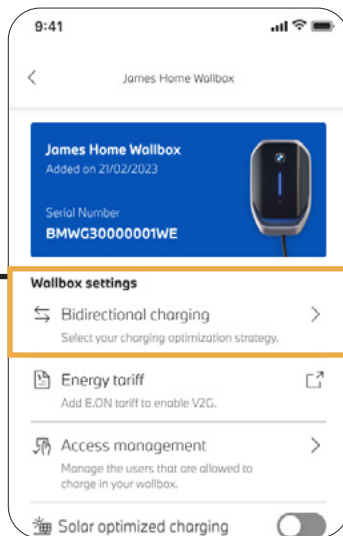 9:41
James Home Wallbox
James Home Wallbox
Added on 21/02/2023
Serial Number
BMWG30000001WE
Wallbox settings
Bidirectional charging
Select your charging optimization strategy.
Energy tariff
Add E.ON tariff to enable V2G.
Access management
Manage the users that are allowed to
charge in your wallbox.
Solar optimized charging